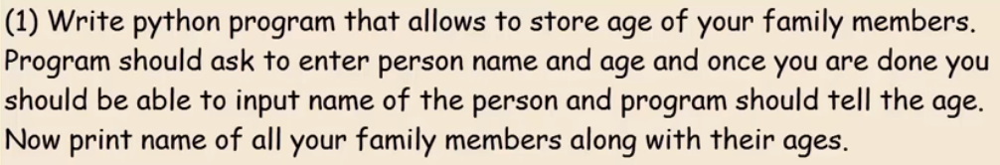 (1) Write python program that allows to store age of your family members.
Program should ask to enter person name and age and once you are done you
should be able to input name of the person and program should tell the age.
Now print name of all your family members along with their ages.